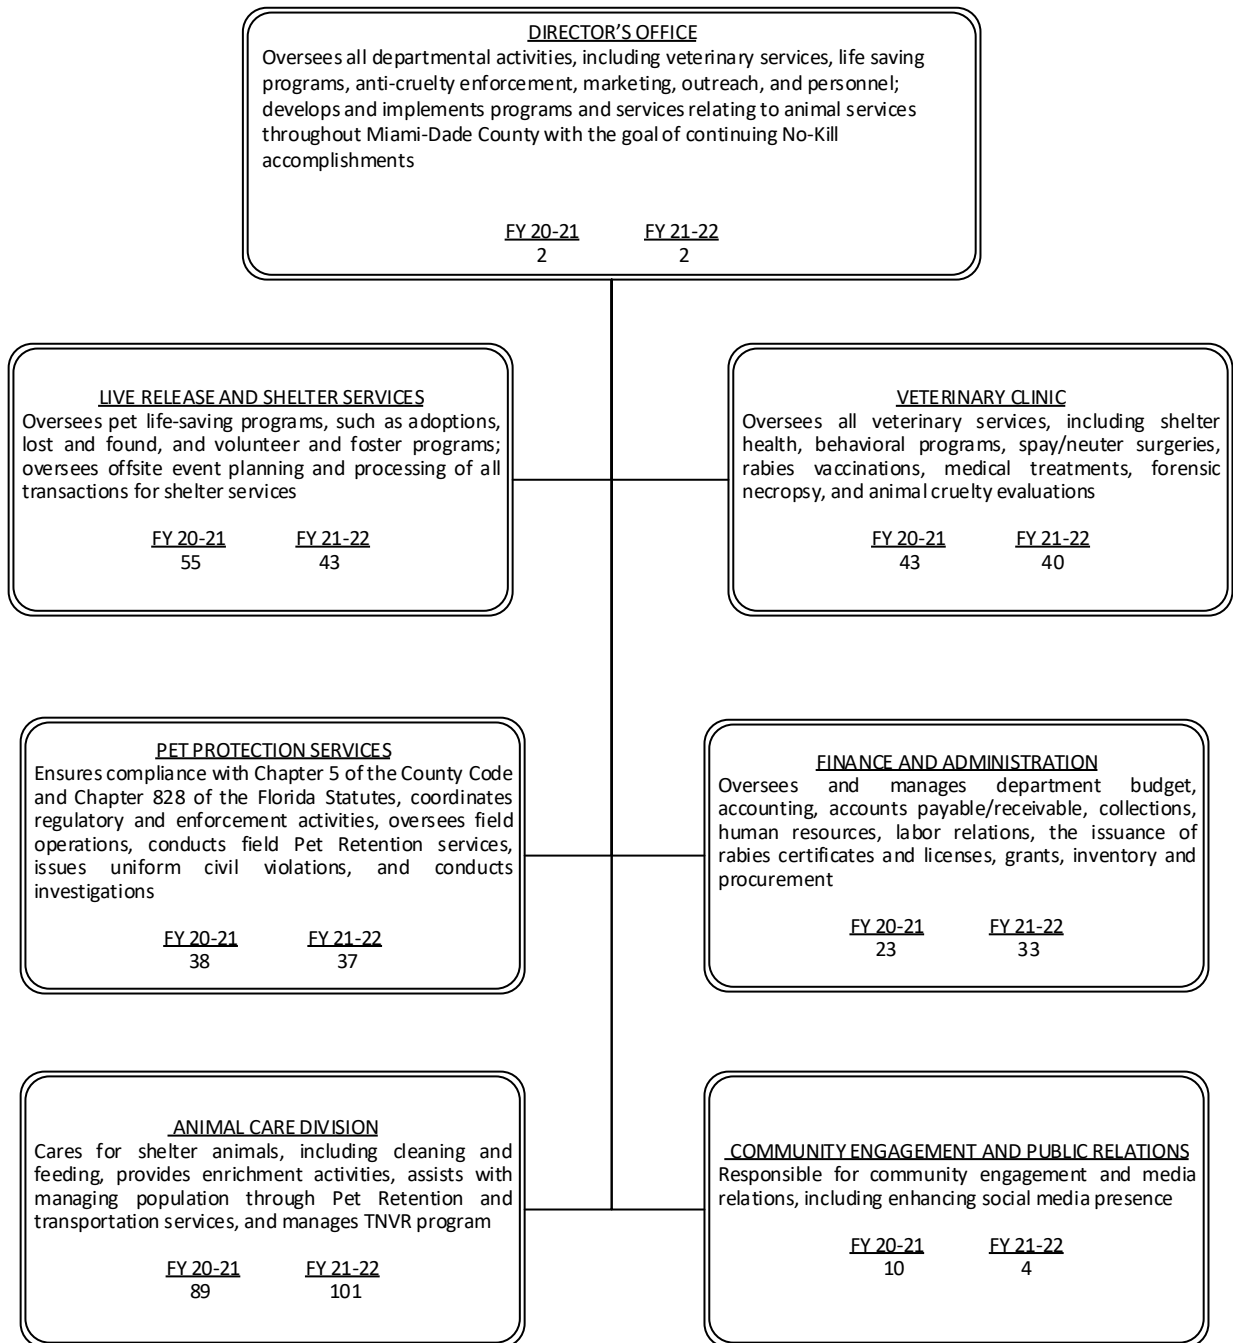 DIRECTOR’S OFFICE
Oversees all departmental activities, including veterinary services, life saving
programs, anti-cruelty enforcement, marketing, outreach, and personnel;
develops and implements programs and services relating to animal services
throughout Miami-Dade County with the goal of continuing No-Kill
accomplishments
FY 20-21 FY 21-22
2 2
LIVE RELEASE AND SHELTER SERVICES
Oversees pet life-saving programs, such as adoptions,
lost and found, and volunteer and foster programs;
oversees offsite event planning and processing of all
transactions for shelter services
FY 20-21 FY 21-22
55 43
VETERINARY CLINIC
Oversees all veterinary services, including shelter
health, behavioral programs, spay/neuter surgeries,
rabies vaccinations, medical treatments, forensic
necropsy, and animal cruelty evaluations
FY 20-21 FY 21-22
43 40
PET PROTECTION SERVICES
Ensures compliance with Chapter 5 of the County Code
and Chapter 828 of the Florida Statutes, coordinates
regulatory and enforcement activities, oversees field
operations, conducts field Pet Retention services,
issues uniform civil violations, and conducts
investigations
FY 20-21 FY 21-22
38 37
FINANCE AND ADMINISTRATION
Oversees and manages department budget,
accounting, accounts payable/receivable, collections,
human resources, labor relations, the issuance of
rabies certificates and licenses, grants, inventory and
procurement
FY 20-21 FY 21-22
23 33
ANIMAL CARE DIVISION
Cares for shelter animals, including cleaning and
feeding, provides enrichment activities, assists with
managing population through Pet Retention and
transportation services, and manages TNVR program
FY 20-21 FY 21-22
89 101
COMMUNITY ENGAGEMENT AND PUBLIC RELATIONS
Responsible for community engagement and media
relations, including enhancing social media presence
FY 20-21 FY 21-22
10 4